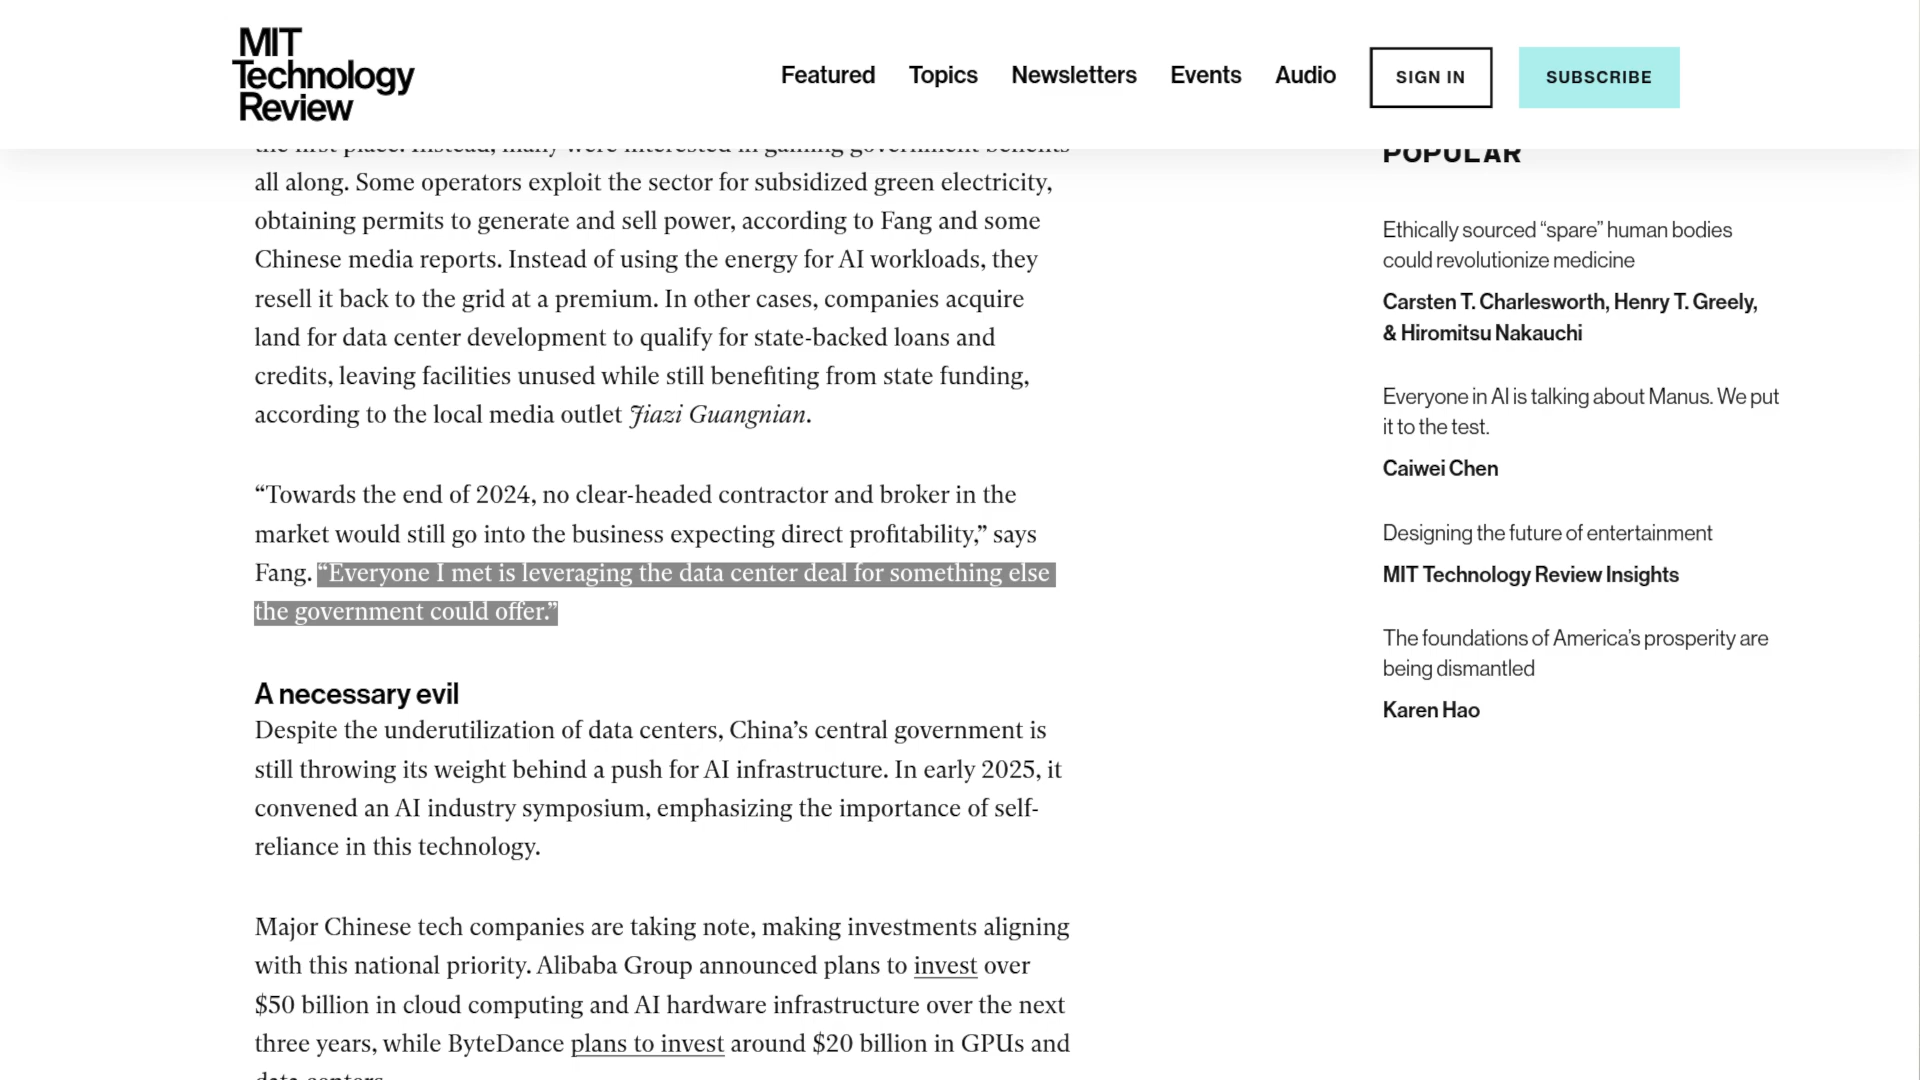 MIT
Technology
Review
Featured
Topics
Newsletters
Events
Audio
SIGN IN
SUBSCRIBE
the first place. Instead, many were interested in gaining government benefits
all along. Some operators exploit the sector for subsidized green electricity,
obtaining permits to generate and sell power, according to Fang and some
Chinese media reports. Instead of using the energy for AI workloads, they
resell it back to the grid at a premium. In other cases, companies acquire
land for data center development to qualify for state-backed loans and
credits, leaving facilities unused while still benefiting from state funding,
according to the local media outlet Jiazi Guangnian.
“Towards the end of 2024, no clear-headed contractor and broker in the
market would still go into the business expecting direct profitability,” says
Fang. “Everyone I met is leveraging the data center deal for something else
the government could offer.”
A necessary evil
Despite the underutilization of data centers, China’s central government is
still throwing its weight behind a push for AI infrastructure. In early 2025, it
convened an AI industry symposium, emphasizing the importance of self-
reliance in this technology.
Major Chinese tech companies are taking note, making investments aligning
with this national priority. Alibaba Group announced plans to invest over
$50 billion in cloud computing and AI hardware infrastructure over the next
three years, while ByteDance plans to invest around $20 billion in GPUs and
data centers.
POPULAR
Ethically sourced “spare” human bodies
could revolutionize medicine
Carsten T. Charlesworth, Henry T. Greely,
& Hiromitsu Nakauchi
Everyone in AI is talking about Manus. We put
it to the test.
Caiwei Chen
Designing the future of entertainment
MIT Technology Review Insights
The foundations of America’s prosperity are
being dismantled
Karen Hao